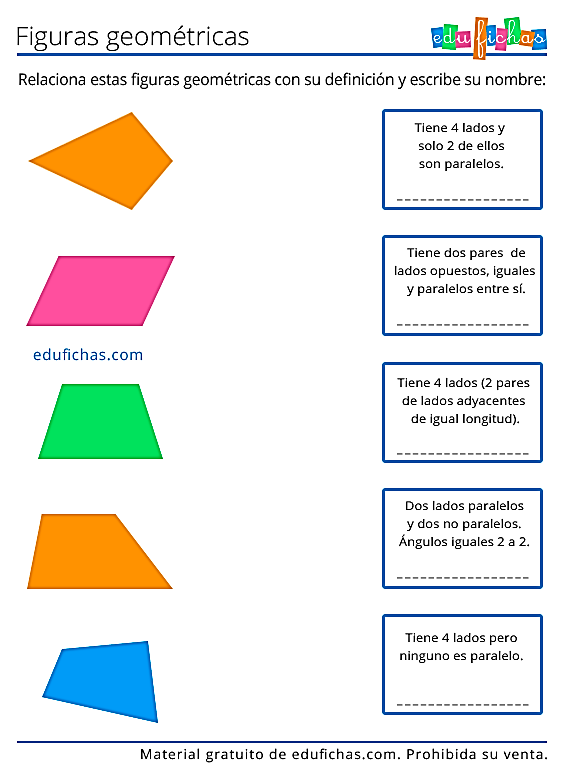 Figuras geométricas
edufichas
Relaciona estas figuras geométricas con su definición y escribe su nombre:
Tiene 4 lados y
solo 2 de ellos
son paralelos.
Tiene dos pares de
lados opuestos, iguales
y paralelos entre sí.
edufichas.com
Tiene 4 lados (2 pares
de lados adyacentes
de igual longitud).
Dos lados paralelos
y dos no paralelos.
Ángulos iguales 2 a 2.
Tiene 4 lados pero
ninguno es paralelo.
Material gratuito de edufichas.com. Prohibida su venta.